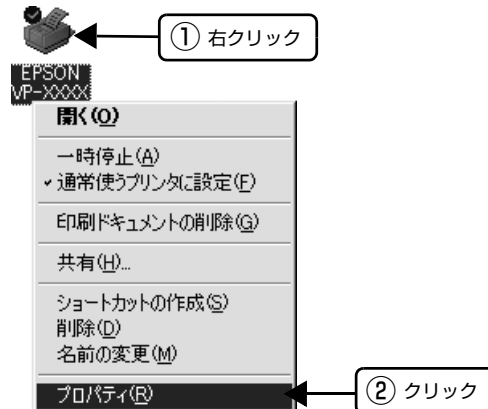 ① 右クリック
EPSON
VP-XXXX
開く(O)
一時停止(A)
通常使うプリンタに設定(F)
印刷ドキュメントの削除(G)
共有(H)...
ショートカットの作成(S)
削除(D)
名前の変更(M)
プロパティ(R)
② クリック